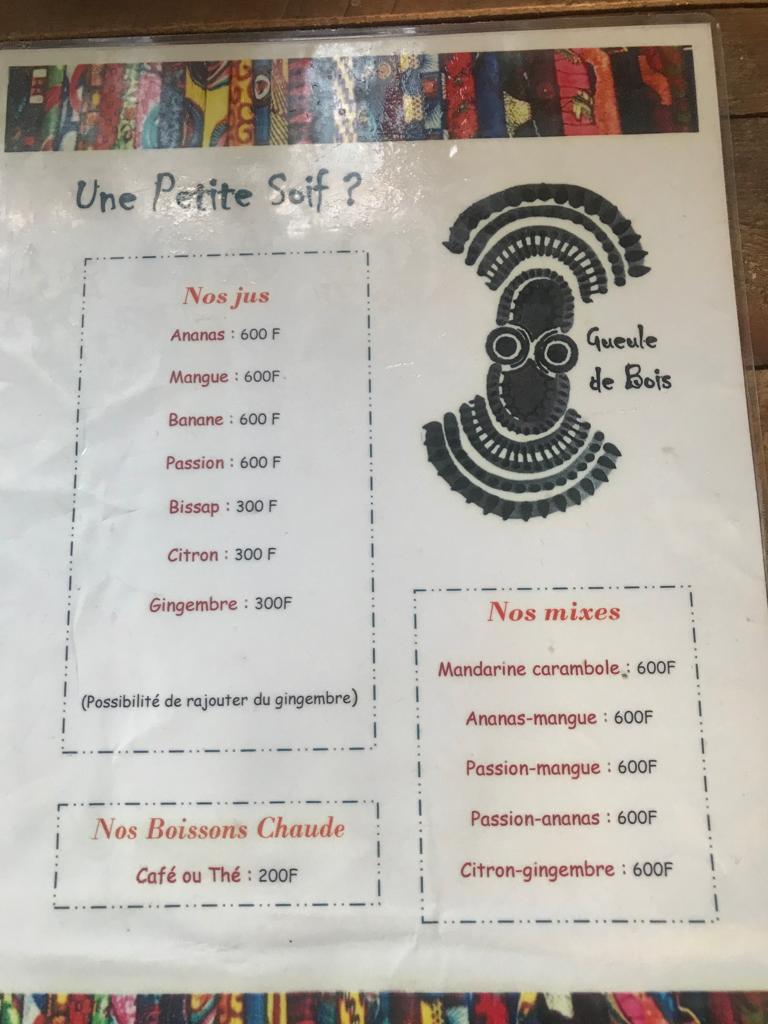 Une Petite Soif ?
Nos jus
Ananas : 600 F
Mangue : 600F
Banane : 600 F
Passion : 600 F
Bissap : 300 F
Citron : 300 F
Gingembre : 300F
(Possibilité de rajouter du gingembre)
Nos Boissons Chaude
Café ou Thé : 200F
Gueule
de Bois
Nos mixes
Mandarine carambole : 600F
Ananas-mangue : 600F
Passion-mangue : 600F
Passion-ananas : 600F
Citron-gingembre : 600F